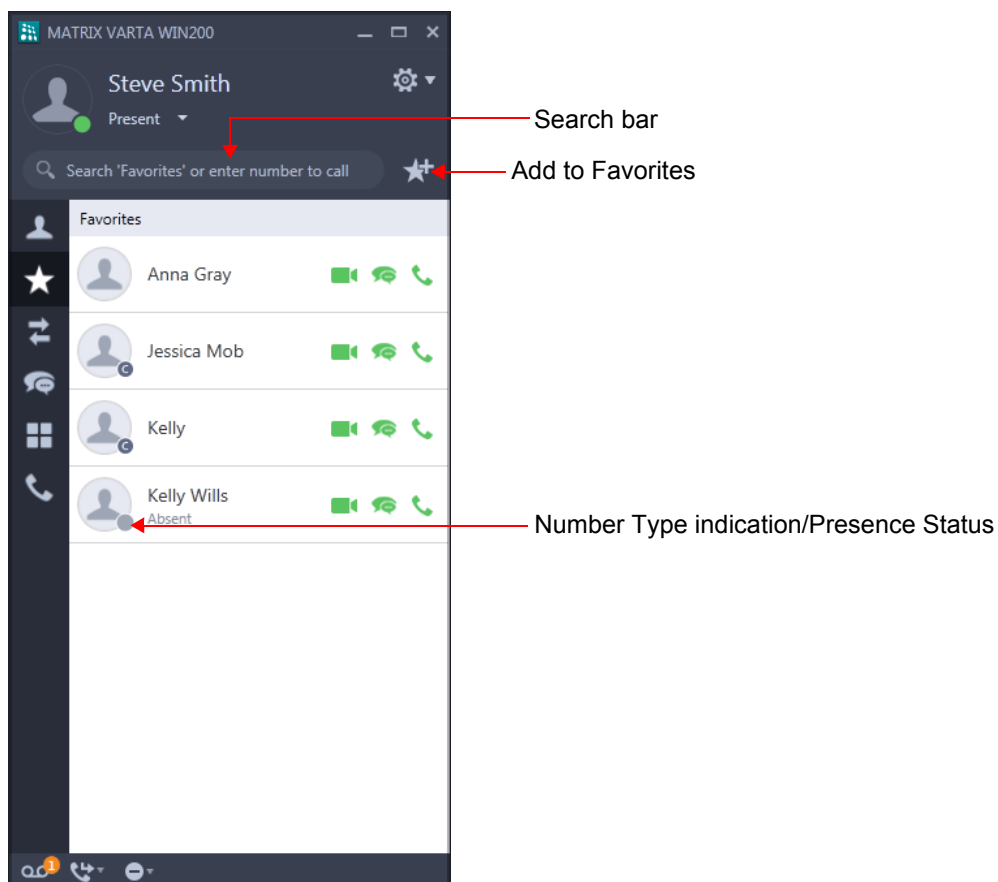 MATRIX VARTA WIN200
Steve Smith
Present
Search bar
Search 'Favorites' or enter number to call
Add to Favorites
Favorites
Anna Gray
Jessica Mob
C
Kelly
C
Kelly Wills
Absent
Number Type indication/Presence Status
1